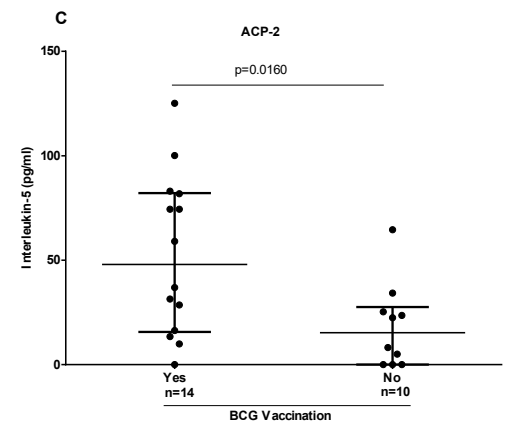 C
ACP-2
p=0.0160
Interleukin-5 (pg/ml)
150
100
50
0
Yes
No
n=14
n=10
BCG Vaccination